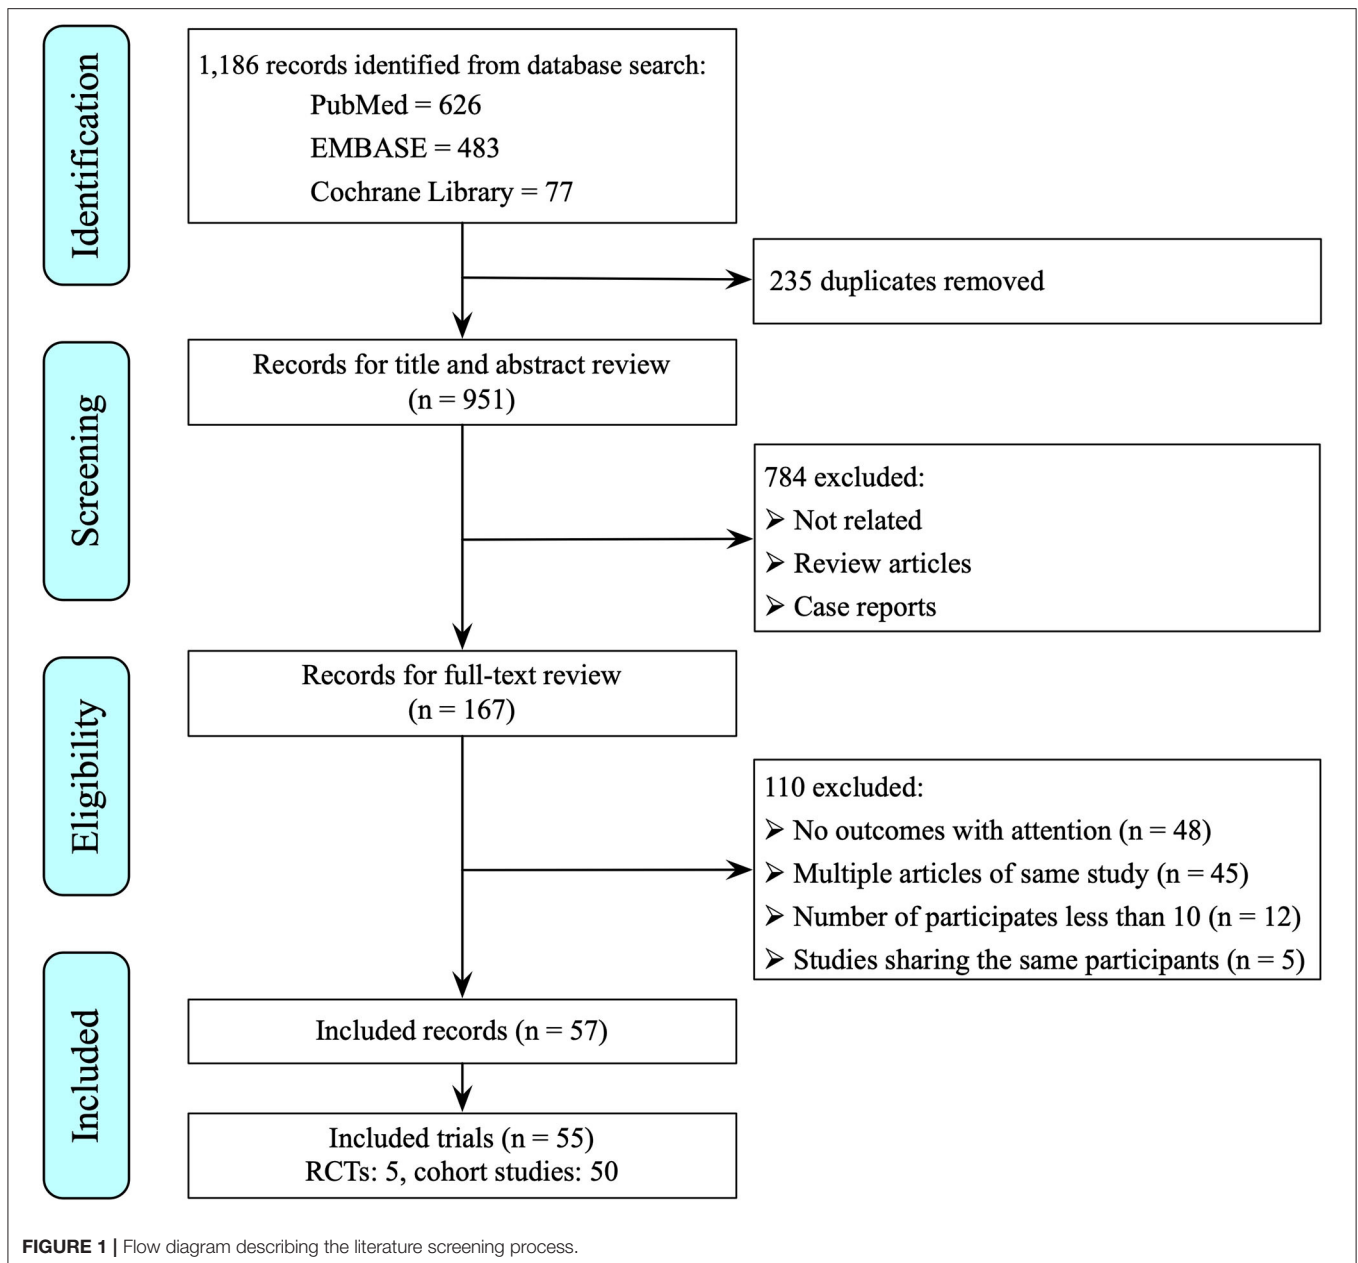 Identification
1,186 records identified from database search:
PubMed = 626
EMBASE = 483
Cochrane Library = 77
235 duplicates removed
Screening
Records for title and abstract review
(n = 951)
784 excluded:
➤ Not related
➤ Review articles
➤ Case reports
Eligibility
Records for full-text review
(n = 167)
110 excluded:
➤ No outcomes with attention (n = 48)
➤ Multiple articles of same study (n = 45)
➤ Number of participates less than 10 (n = 12)
➤ Studies sharing the same participants (n = 5)
Included
Included records (n = 57)
Included trials (n = 55)
RCTs: 5, cohort studies: 50
FIGURE 1 | Flow diagram describing the literature screening process.